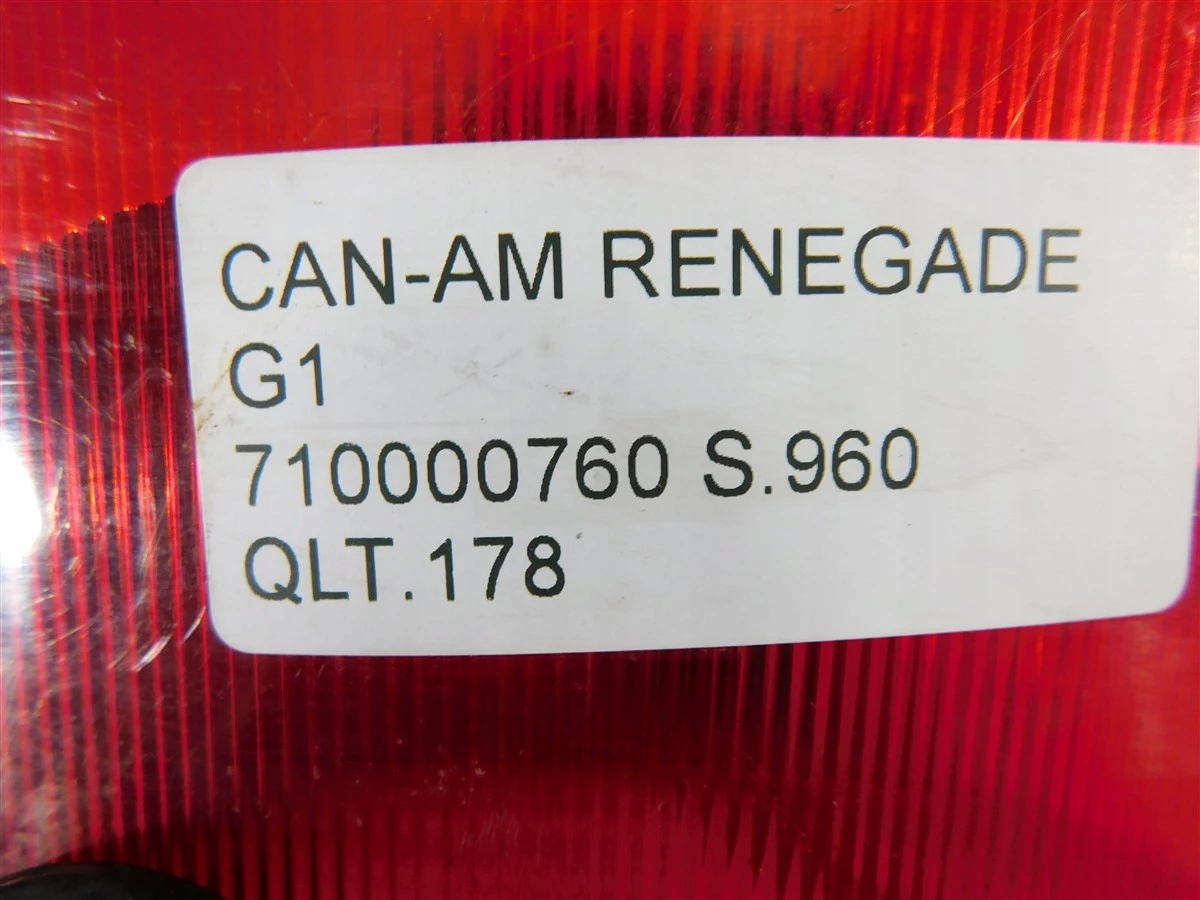 CAN-AM RENEGADE
G1
710000760 S.960
QLT.178